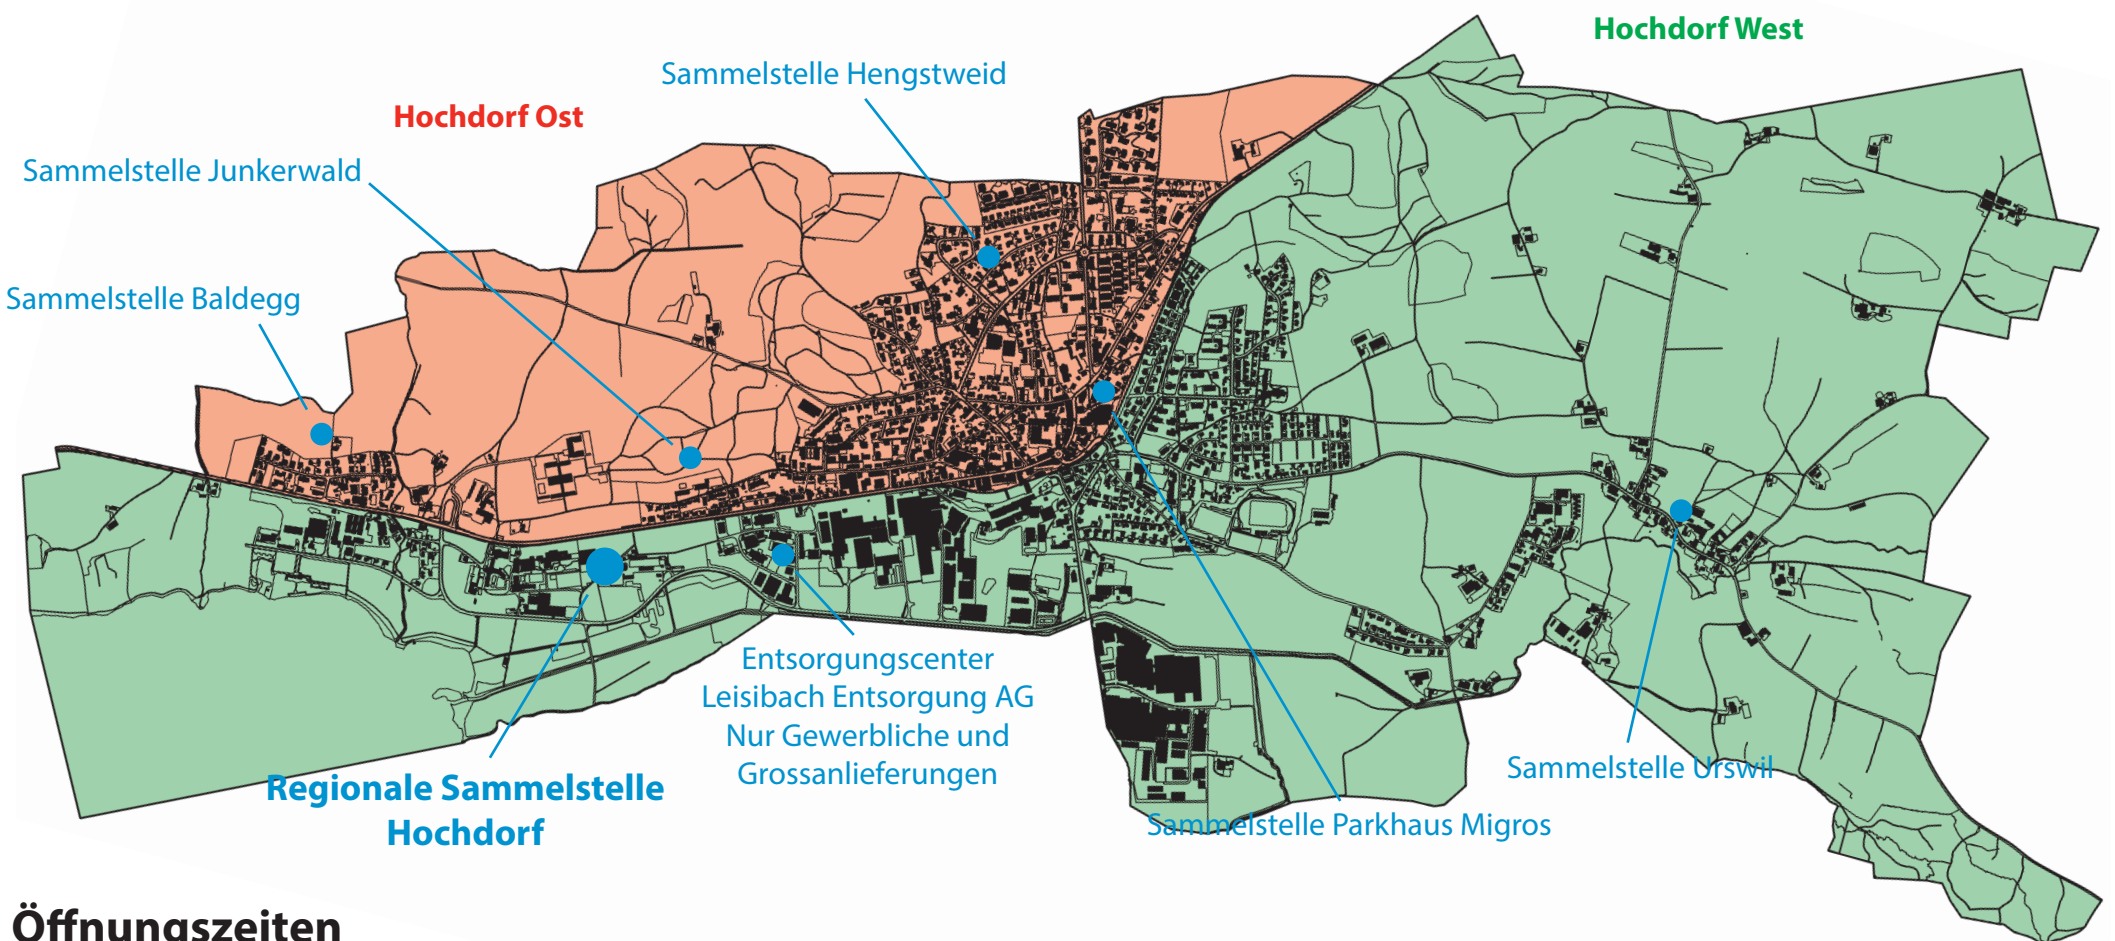 Hochdorf West
Sammelstelle Hengstweid
Hochdorf Ost
Sammelstelle Junkerwald
Sammelstelle Baldegg
Entsorgungscenter
Leisibach Entsorgung AG
Nur Gewerbliche und
Grossanlieferungen
Regionale Sammelstelle
Hochdorf
Sammelstelle Urswil
Sammelstelle Parkhaus Migros
Öffnungszeiten